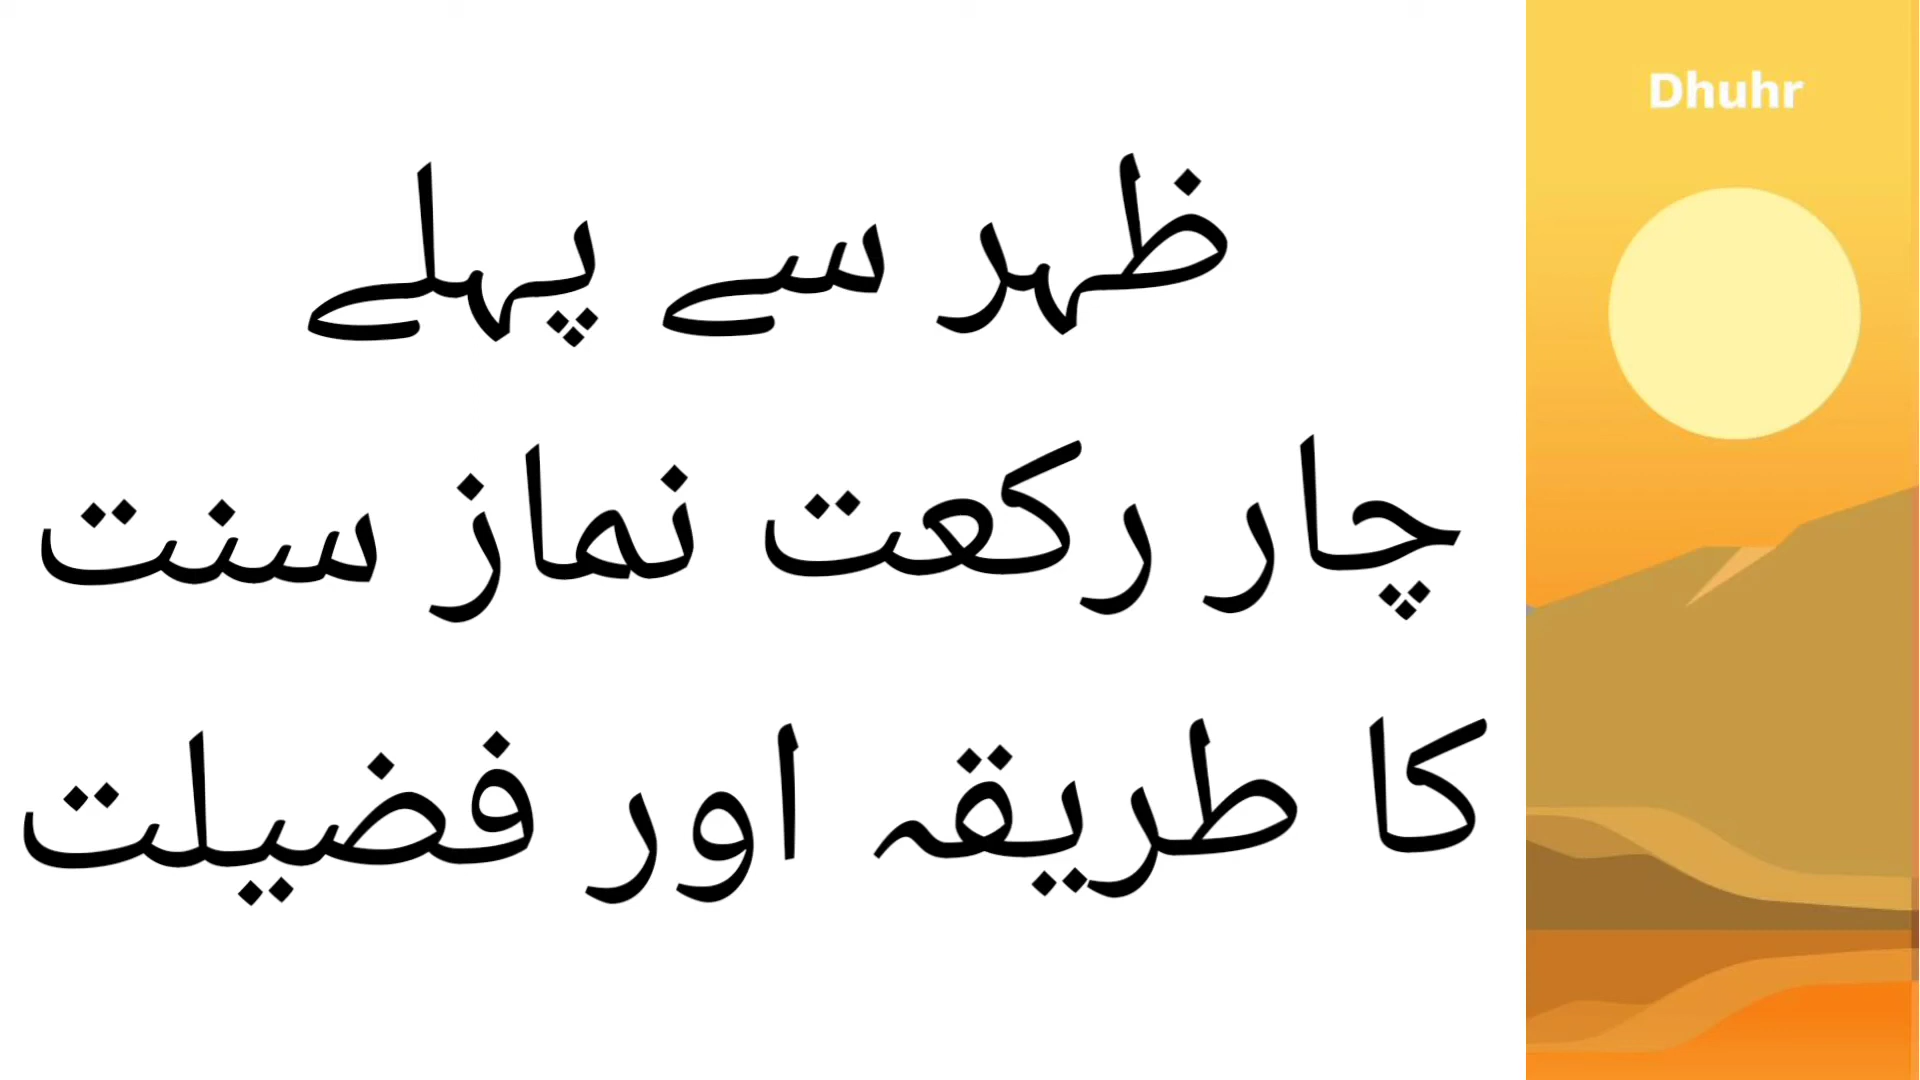 ظہر سے پہلے
چار رکعت نماز سنت
کا طریقہ اور فضیلت
Dhuhr